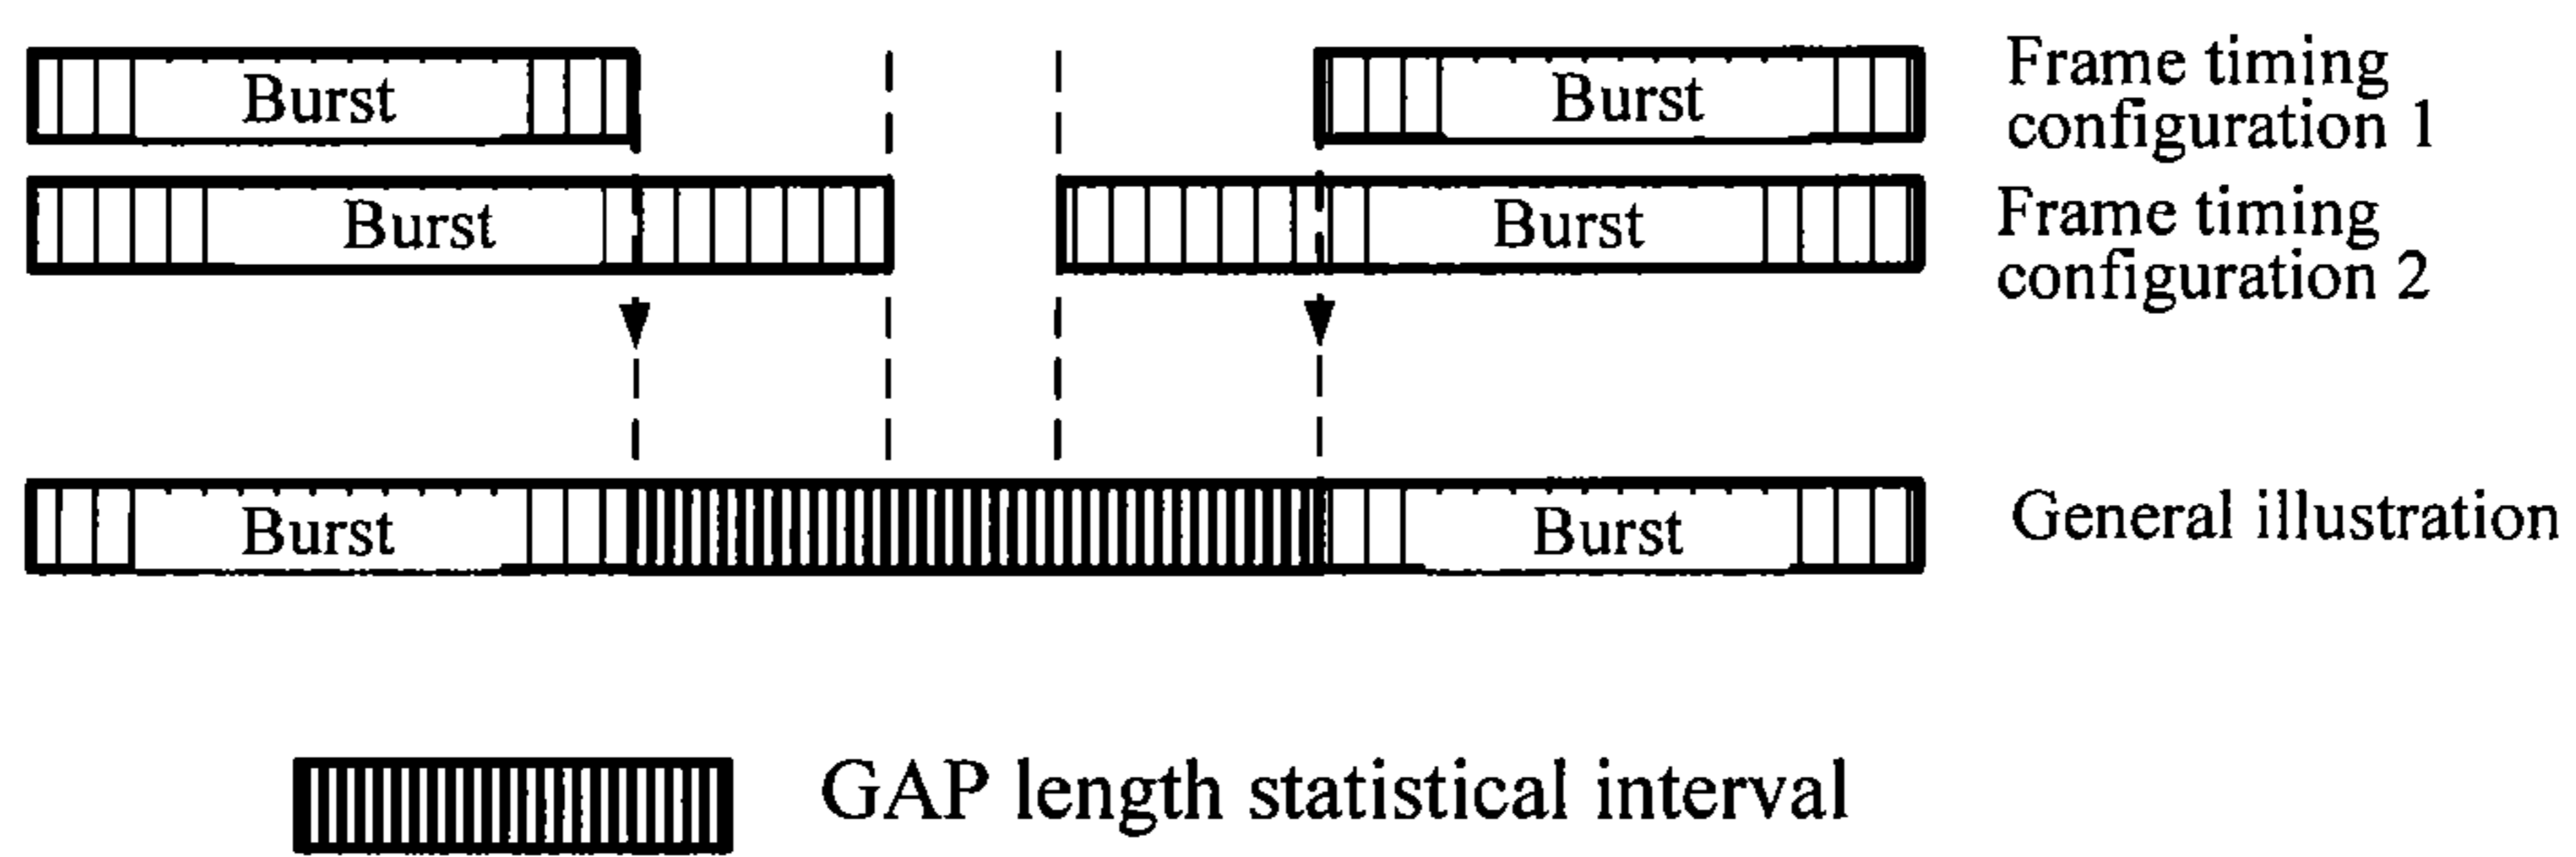 Burst
Burst
Frame timing
configuration 1
Burst
Burst
Frame timing
configuration 2
Burst
Burst
General illustration
GAP length statistical interval